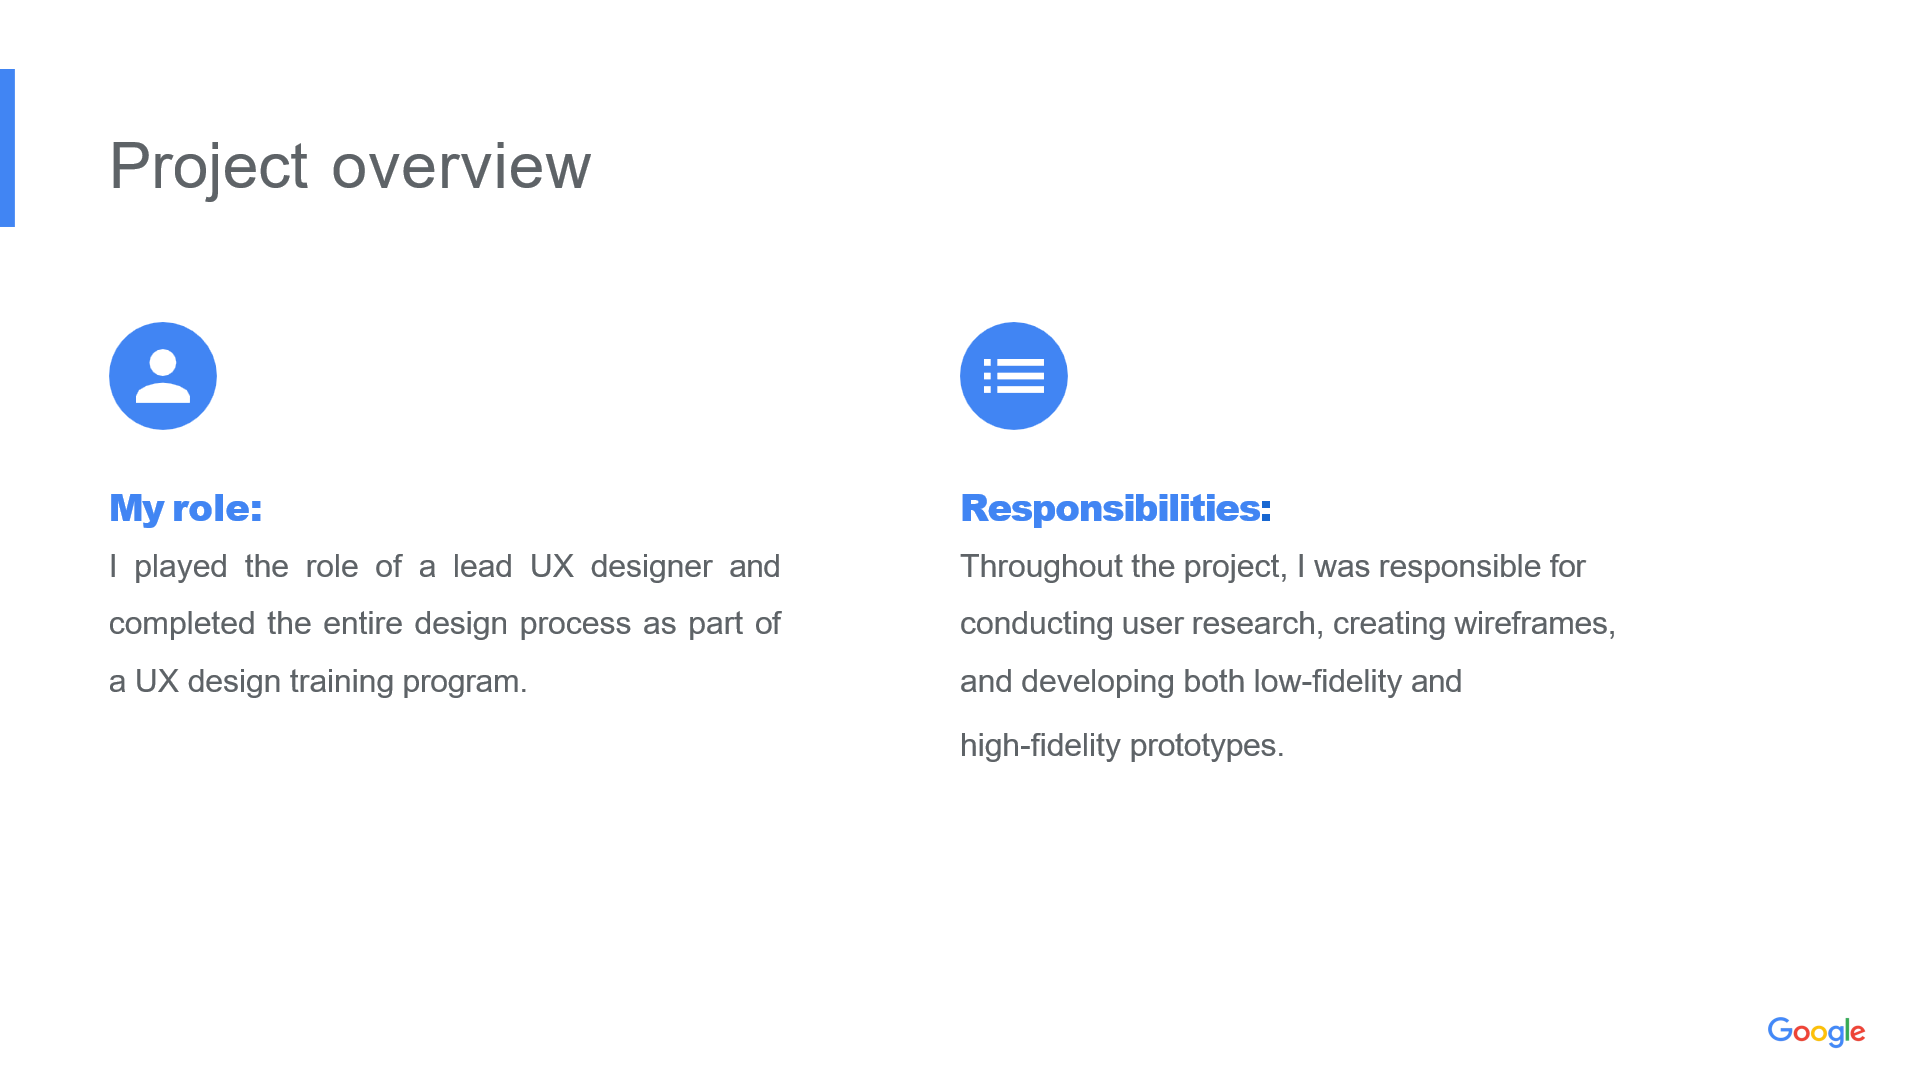 Project overview
My role:
I played the role of a lead UX designer and
completed the entire design process as part of
a UX design training program.
Responsibilities:
Throughout the project, I was responsible for
conducting user research, creating wireframes,
and developing both low-fidelity and
high-fidelity prototypes.
Google